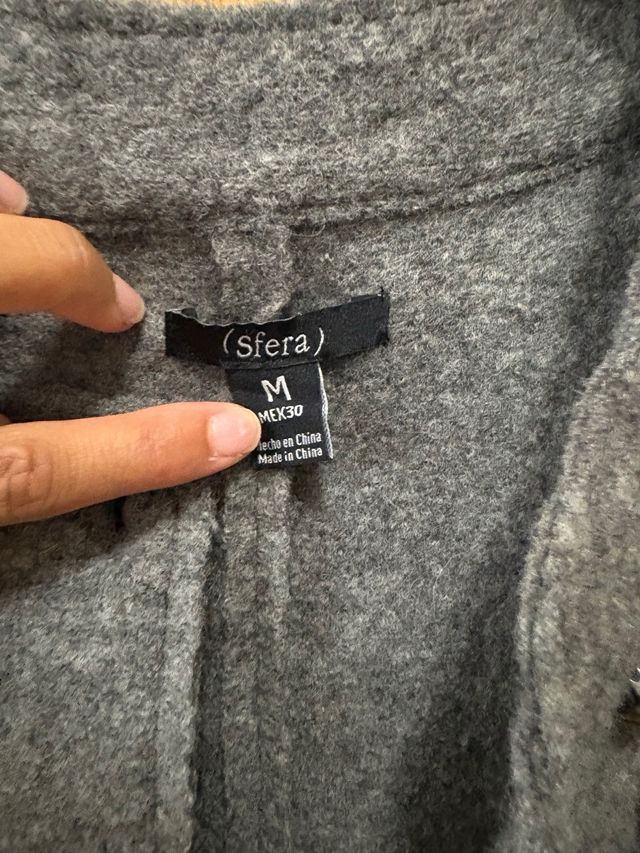 (Sfera)
M
MEX30
en China
Made in China